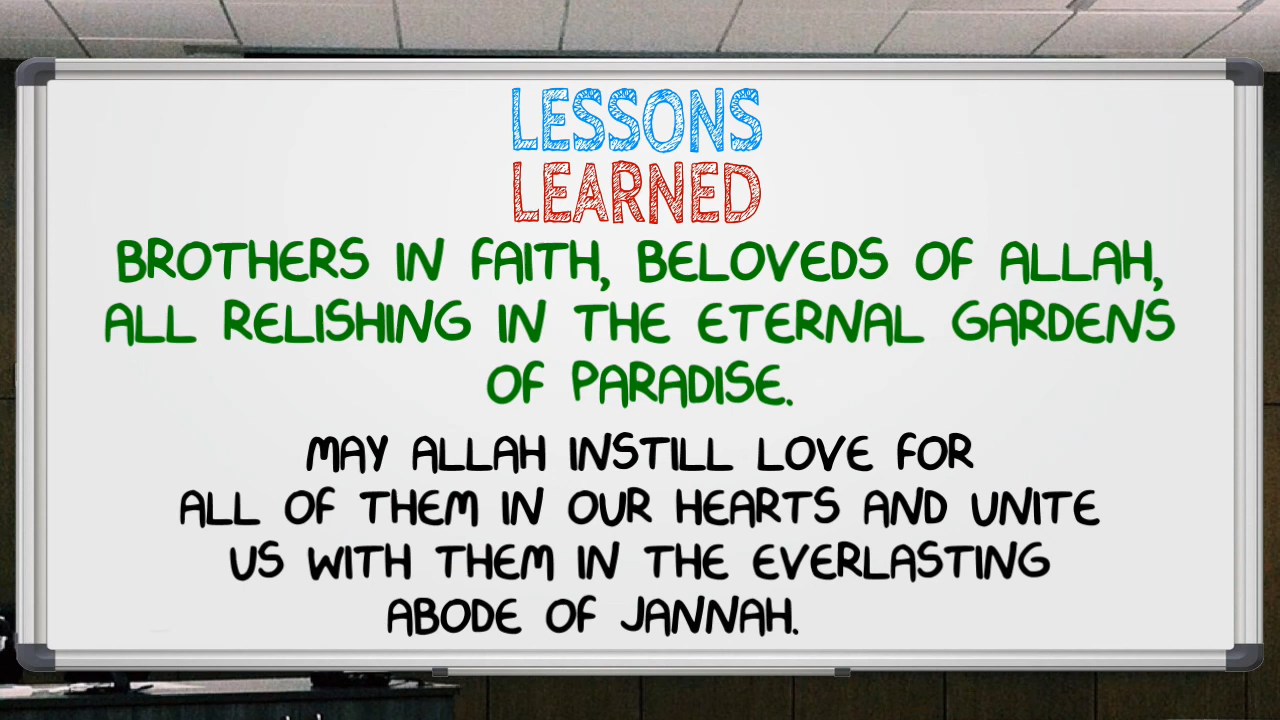 LESSONS
LEARNED
BROTHERS IN FAITH, BELOVEDS OF ALLAH,
ALL RELISHING IN THE ETERNAL GARDENS
OF PARADISE.
MAY ALLAH INSTILL LOVE FOR
ALL OF THEM IN OUR HEARTS AND UNITE
US WITH THEM IN THE EVERLASTING
ABODE OF JANNAH.